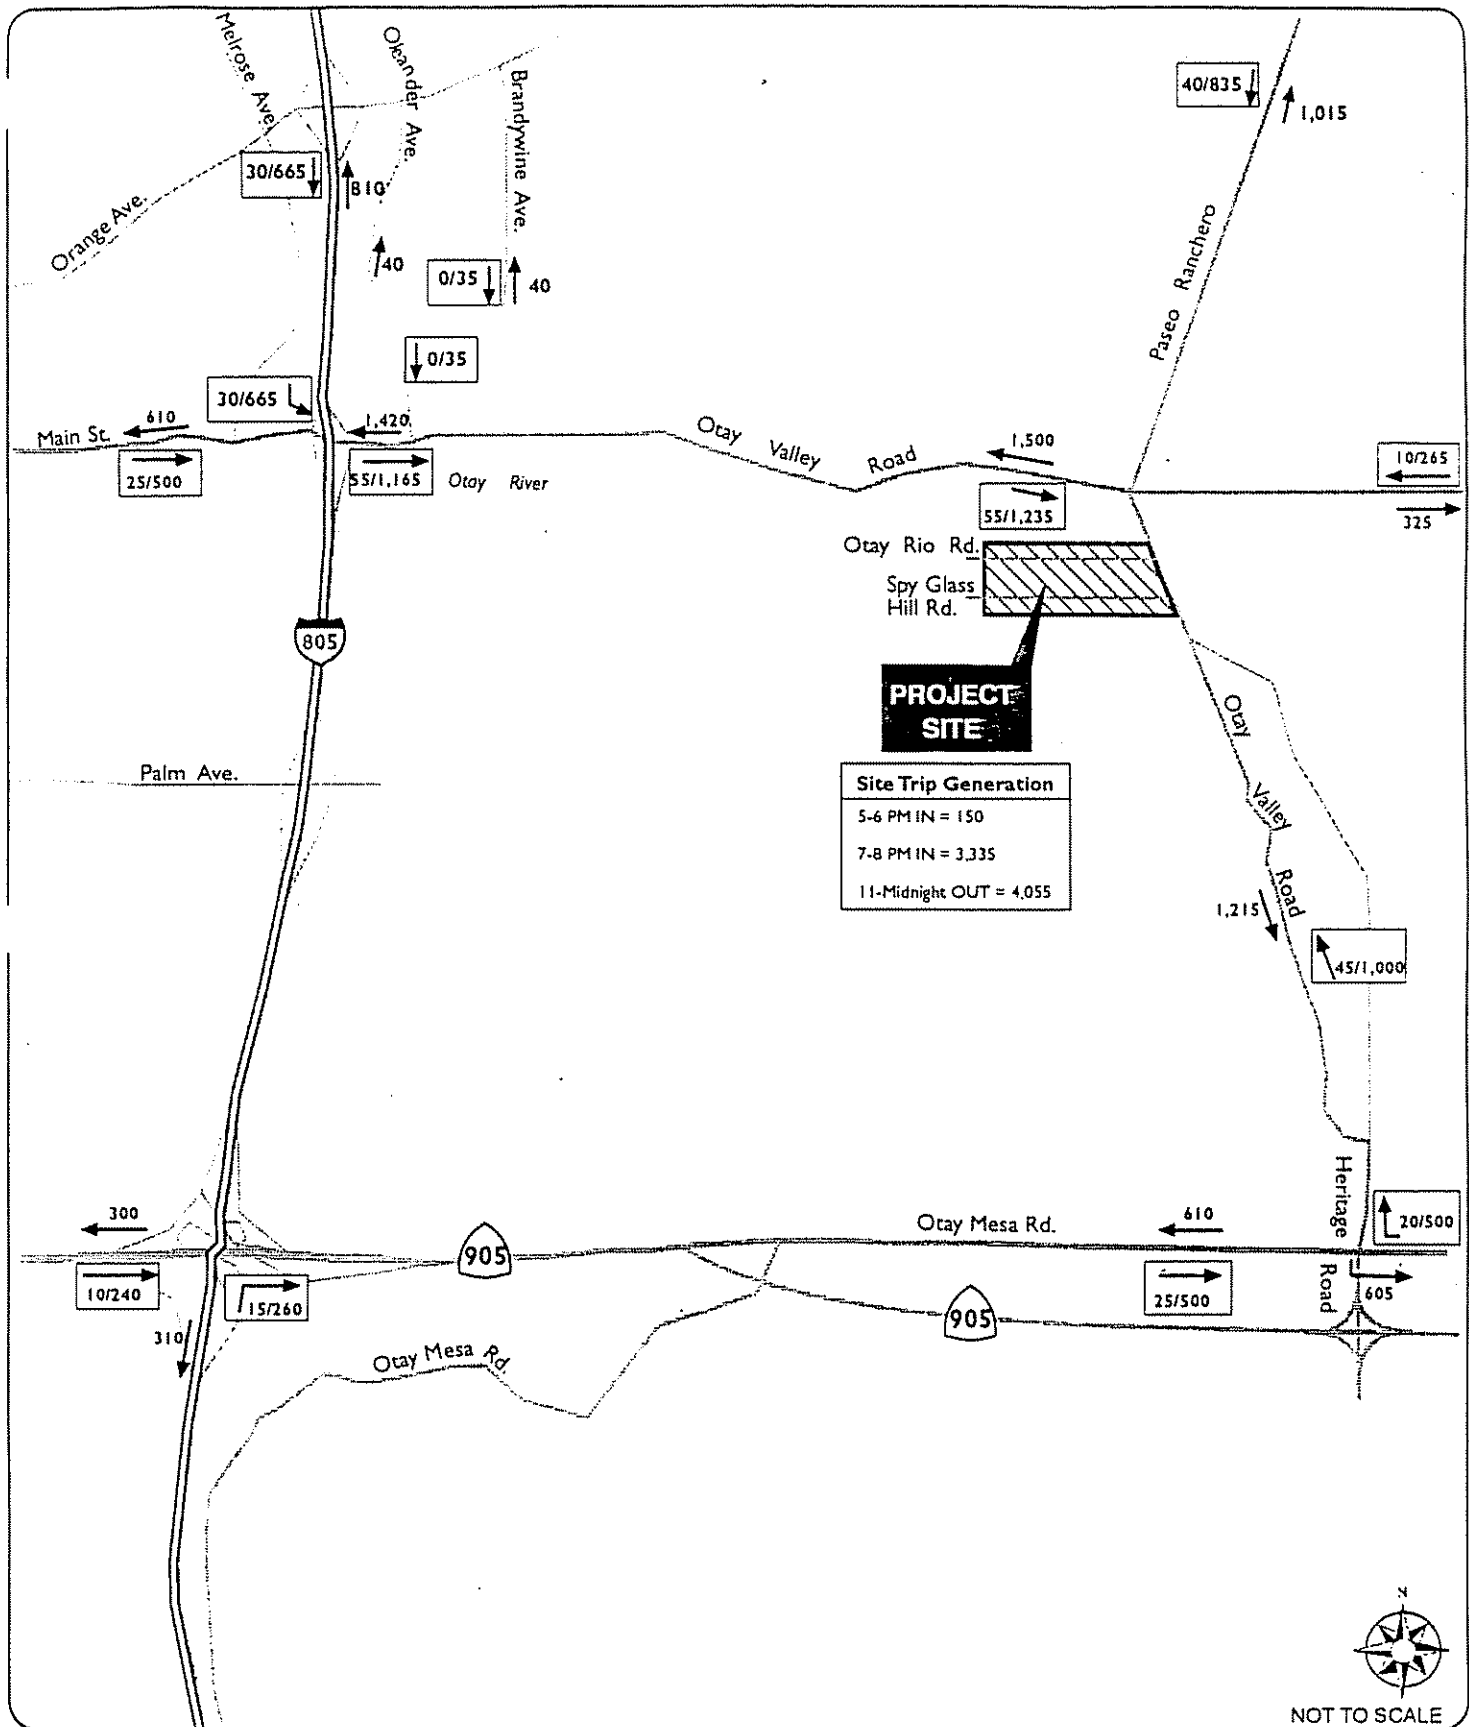 Melrose Ave.
Oleander Ave.
Brandywine Ave.
40/835
1,015
30/665
810
Orange Ave.
40
0/35
40
Paseo Ranchero
0/35
30/665
610
1,420
Main St.
25/500
55/1,165
Otay River
Otay Valley Road
1,500
10/265
55/1,235
325
Otay Rio Rd.
Spy Glass
Hill Rd.
805
PROJECT
SITE
Palm Ave.
Site Trip Generation
5-6 PM IN = 150
7-8 PM IN = 3,335
11-Midnight OUT = 4,055
Otay Valley Road
1,215
45/1,000
Heritage Road
300
610
20/500
Otay Mesa Rd.
905
10/240
15/260
25/500
605
310
905
Otay Mesa Rd.
N
NOT TO SCALE